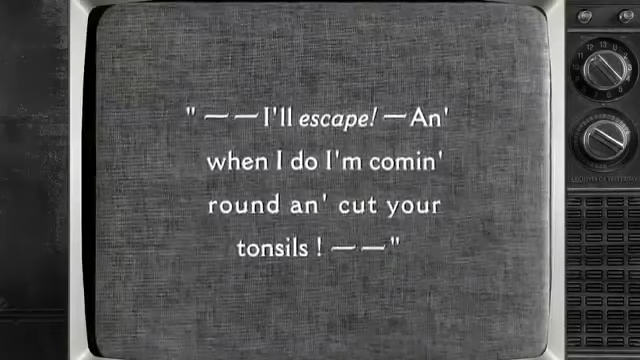 " — — I'll escape! — An'
when I do I'm comin'
round an' cut your
tonsils ! — — "